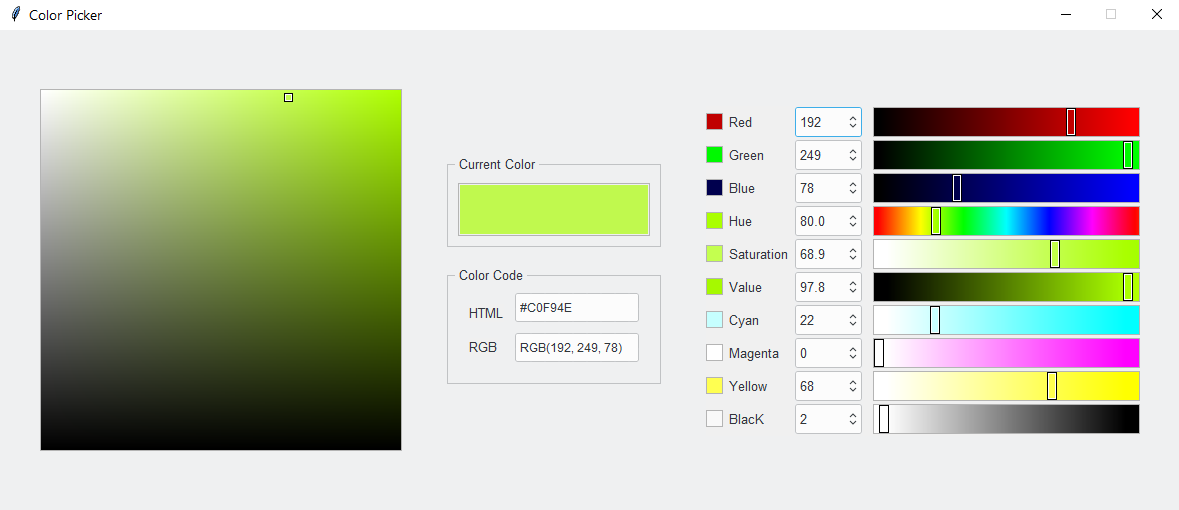 Color Picker
Current Color
Color Code
HTML #C0F94E
RGB RGB(192, 249, 78)
Red 192
Green 249
Blue 78
Hue 80.0
Saturation 68.9
Value 97.8
Cyan 22
Magenta 0
Yellow 68
BlacK 2